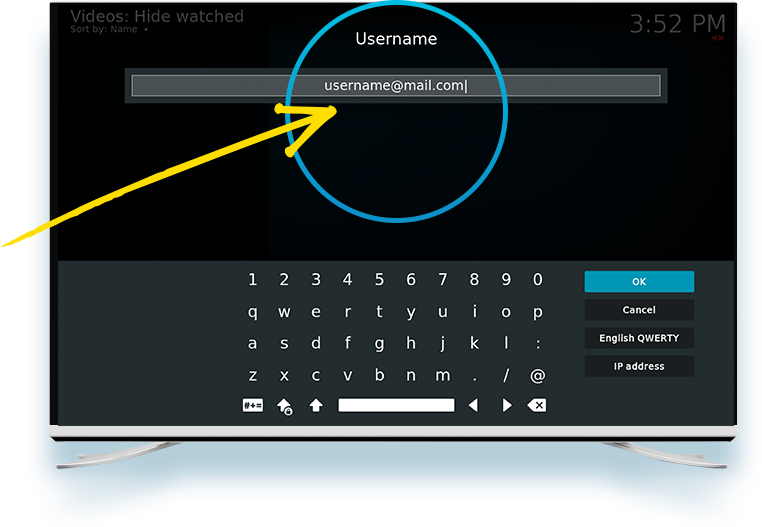 Videos: Hide watched
Sort by: Name •
3:52 PM
Username
username@mail.com
1 2 3 4 5 6 7 8 9 0
OK
q w e r t y u i o p
Cancel
a s d f g h j k l :
English QWERTY
z x c v b n m . / @
IP address
#+=